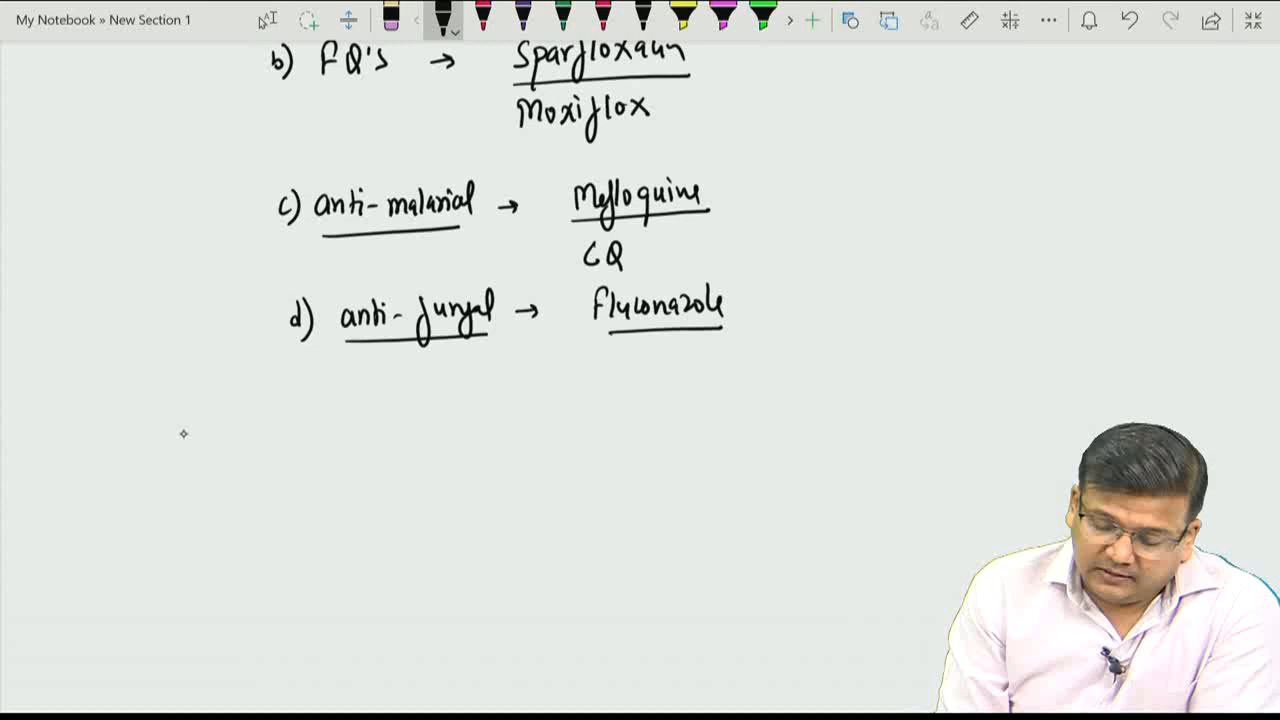 My Notebook » New Section 1
b) FQ's → Sparfloxacin
Moxiflox
c) anti-malarial → Mefloquine
CQ
d) anti-fungal → Fluconazole